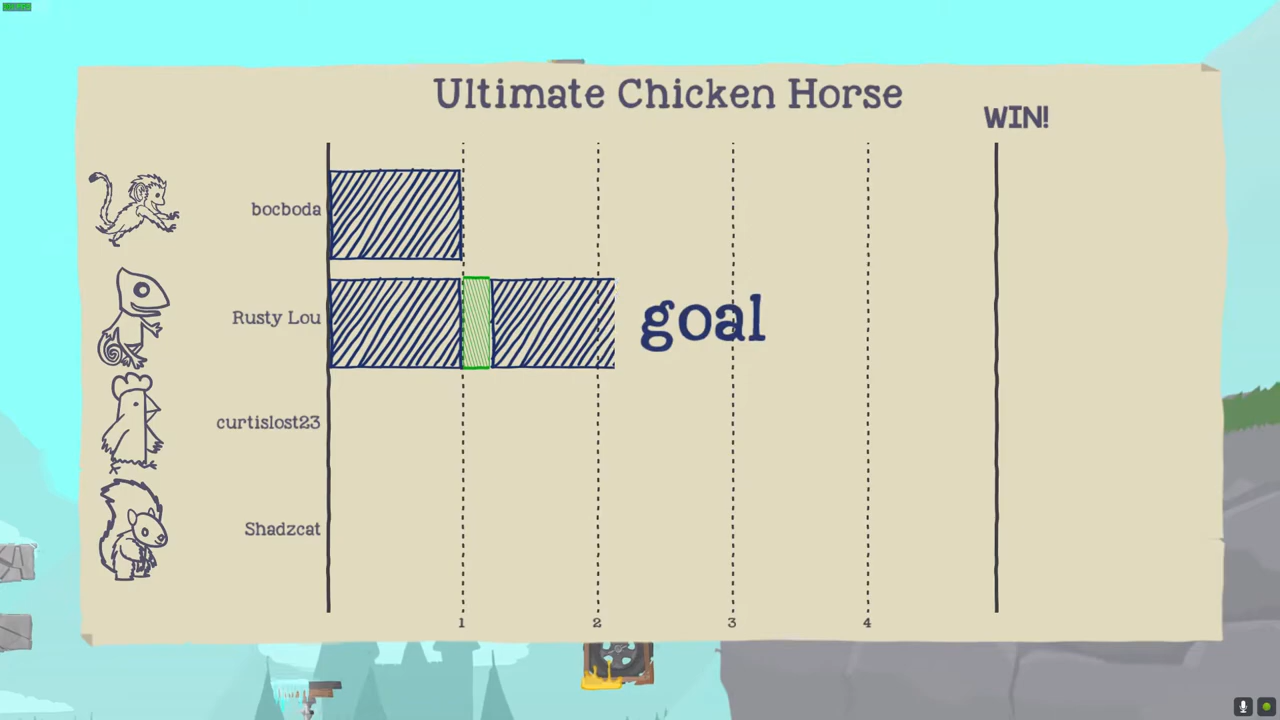 Ultimate Chicken Horse
WIN!
bocboda
Rusty Lou
goal
curtislost23
Shadzcat
1 2 3 4